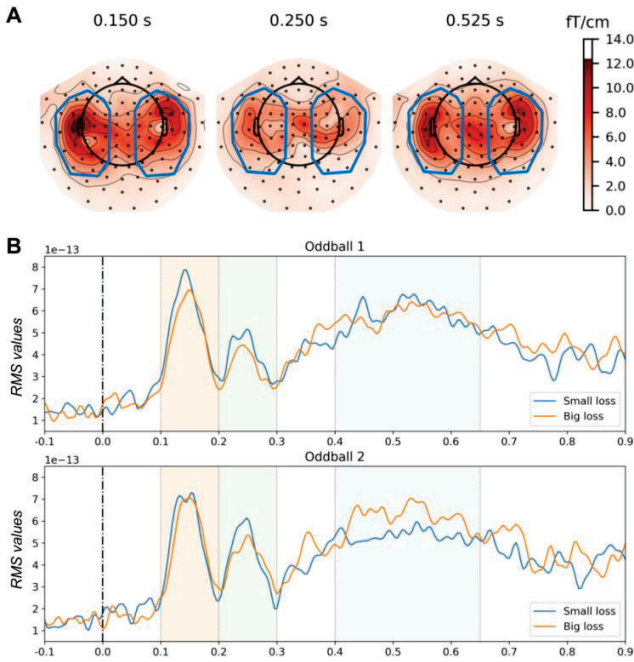 A
0.150 s 0.250 s 0.525 s fT/cm
14.0
12.0
10.0
8.0
6.0
4.0
2.0
0.0
B
Oddball 1
1e−13
8
7
6
5
4
3
2
1
RMS values
Small loss
Big loss
-0.1 0.0 0.1 0.2 0.3 0.4 0.5 0.6 0.7 0.8 0.9
Oddball 2
1e−13
8
7
6
5
4
3
2
1
RMS values
Small loss
Big loss
-0.1 0.0 0.1 0.2 0.3 0.4 0.5 0.6 0.7 0.8 0.9